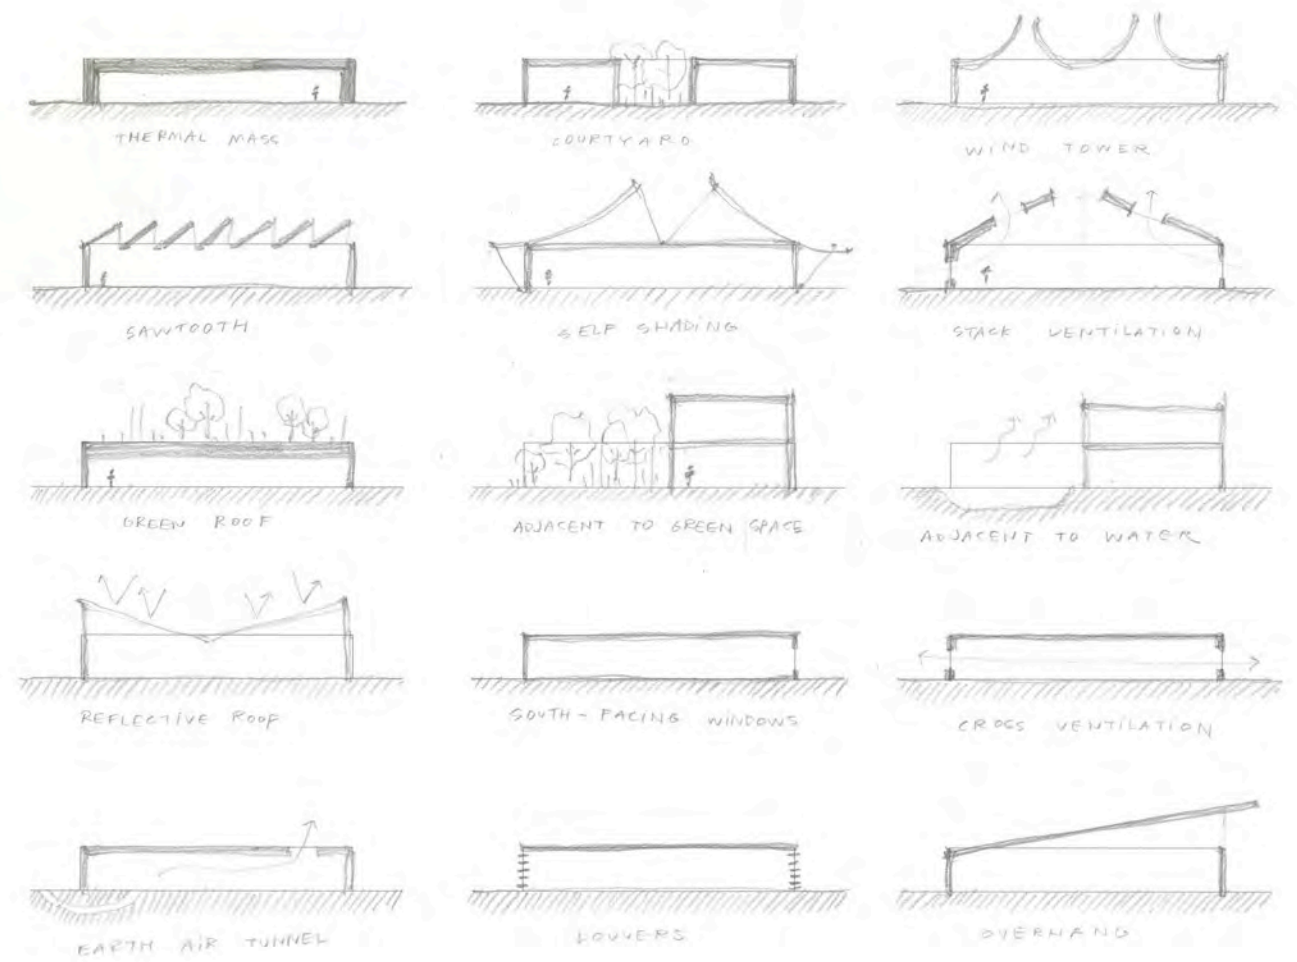 THERMAL MASS
COURTYARD
WIND TOWER
SAWTOOTH
SELF SHADING
STACK VENTILATION
GREEN ROOF
ADJACENT TO GREEN SPACE
ADJACENT TO WATER
REFLECTIVE ROOF
SOUTH-FACING WINDOWS
CROSS VENTILATION
EARTH AIR TUNNEL
LOUVERS
OVERHANG